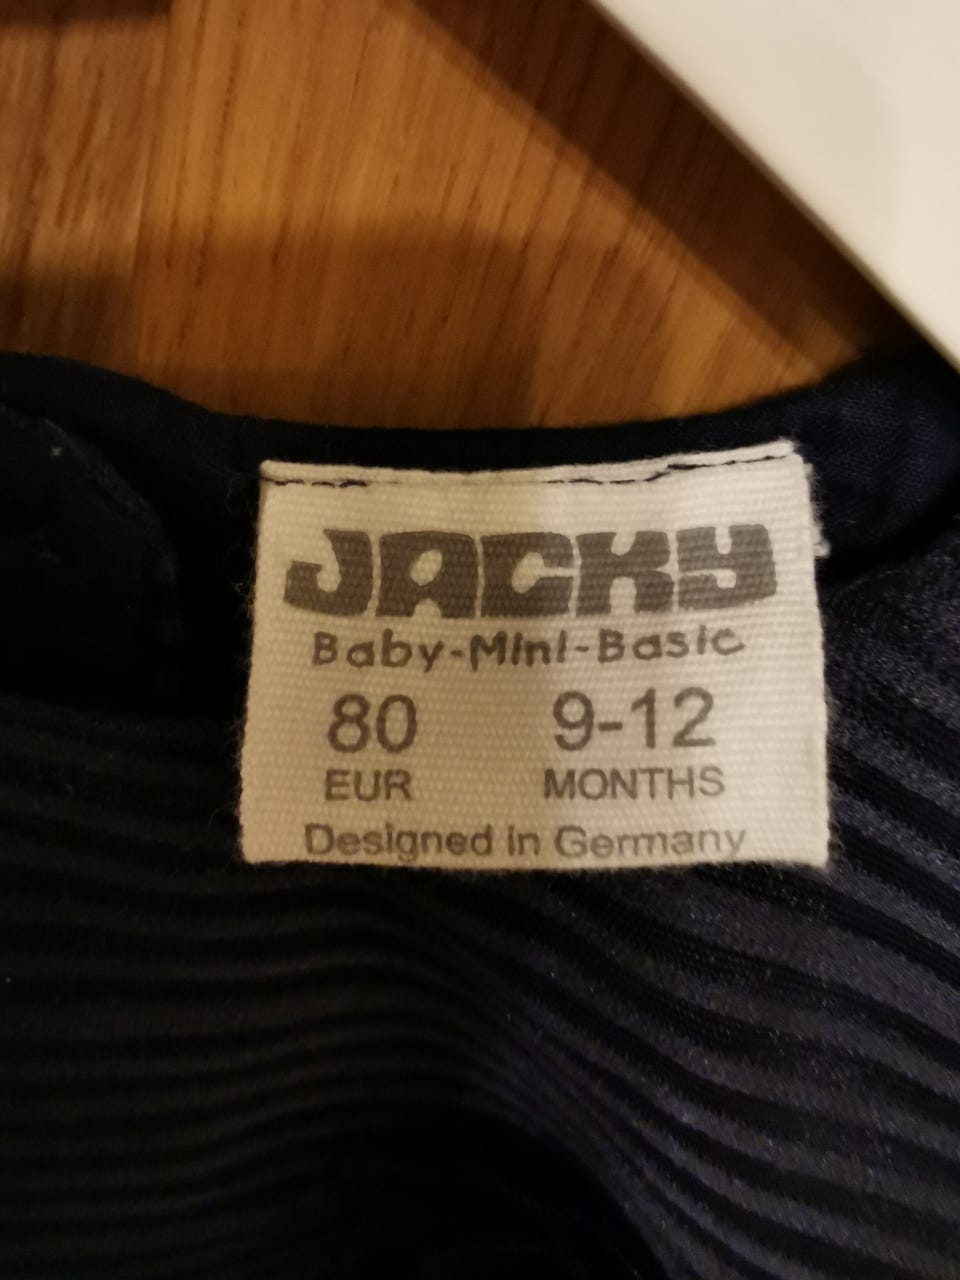 JACKY
Baby-Mini-Basic
80 9-12
EUR MONTHS
Designed in Germany